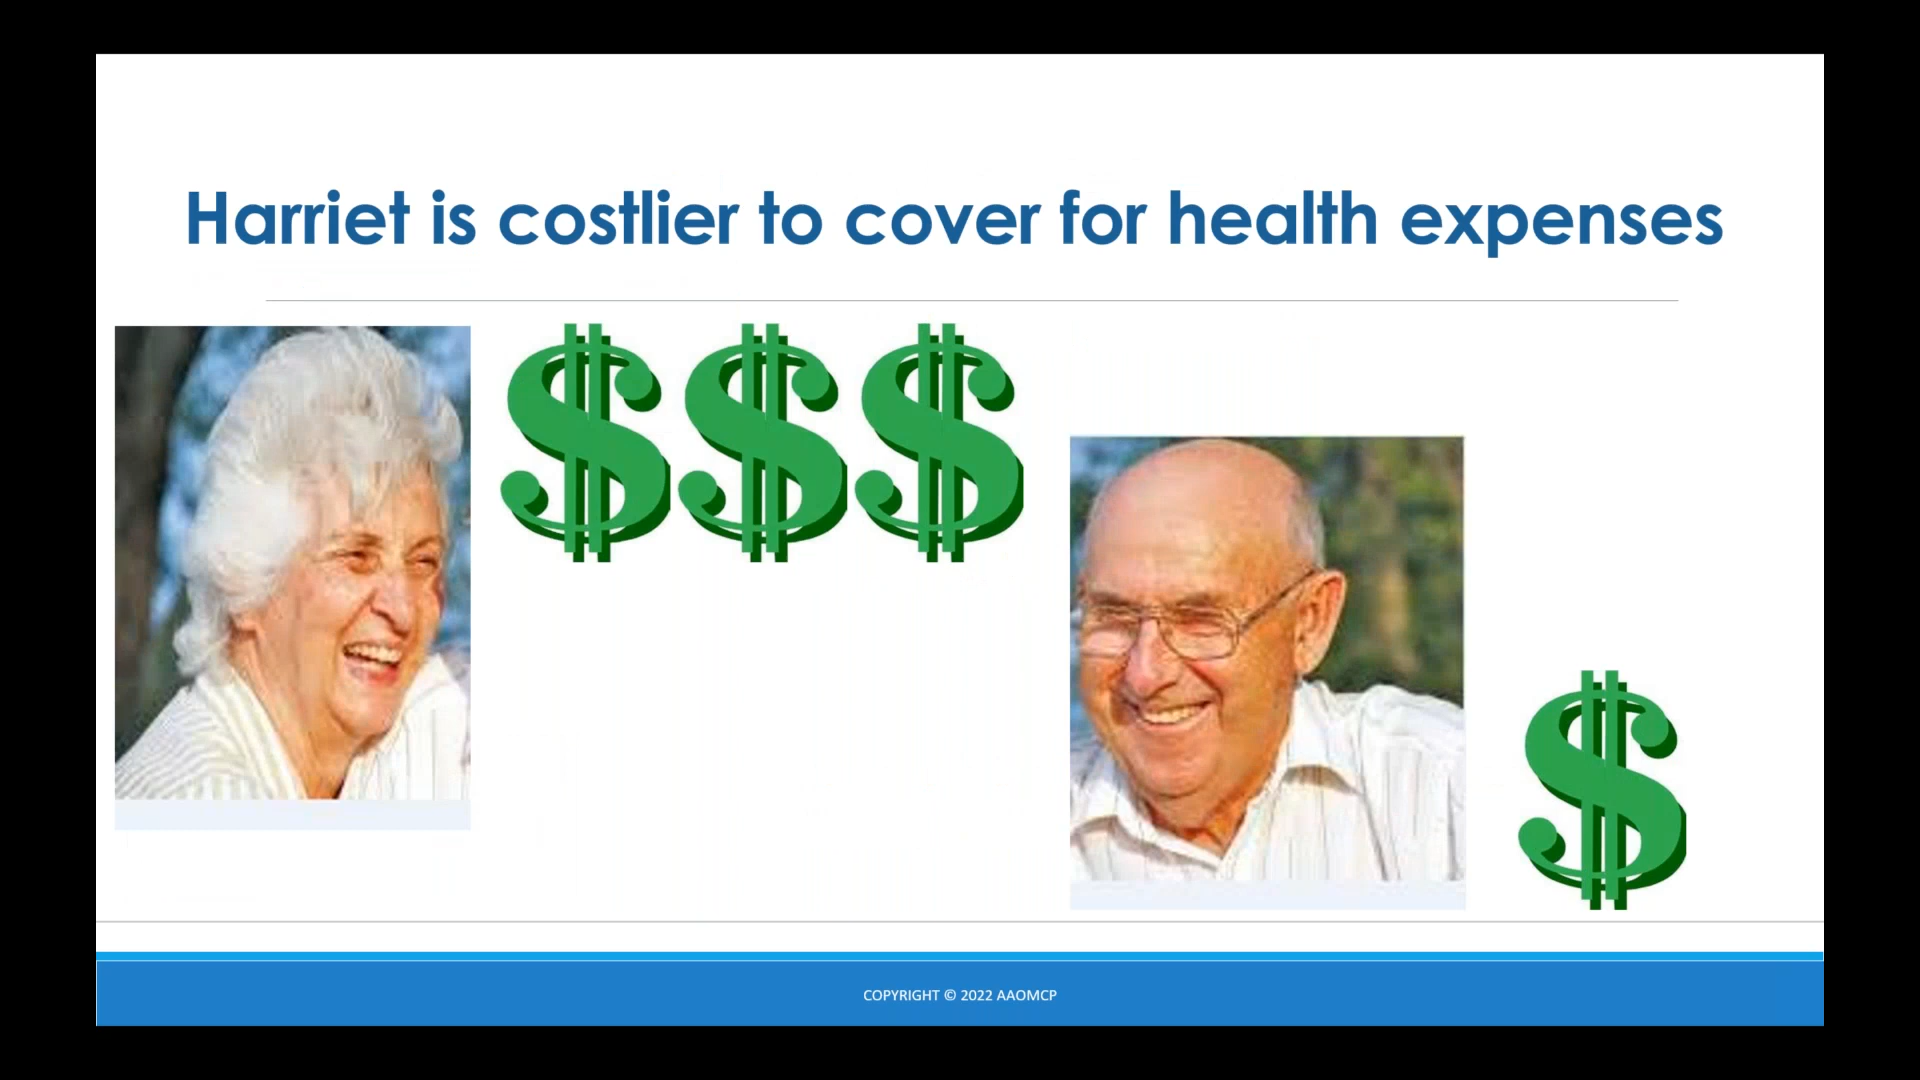 Harriet is costlier to cover for health expenses
$$$
$
COPYRIGHT © 2022 AAOMCP